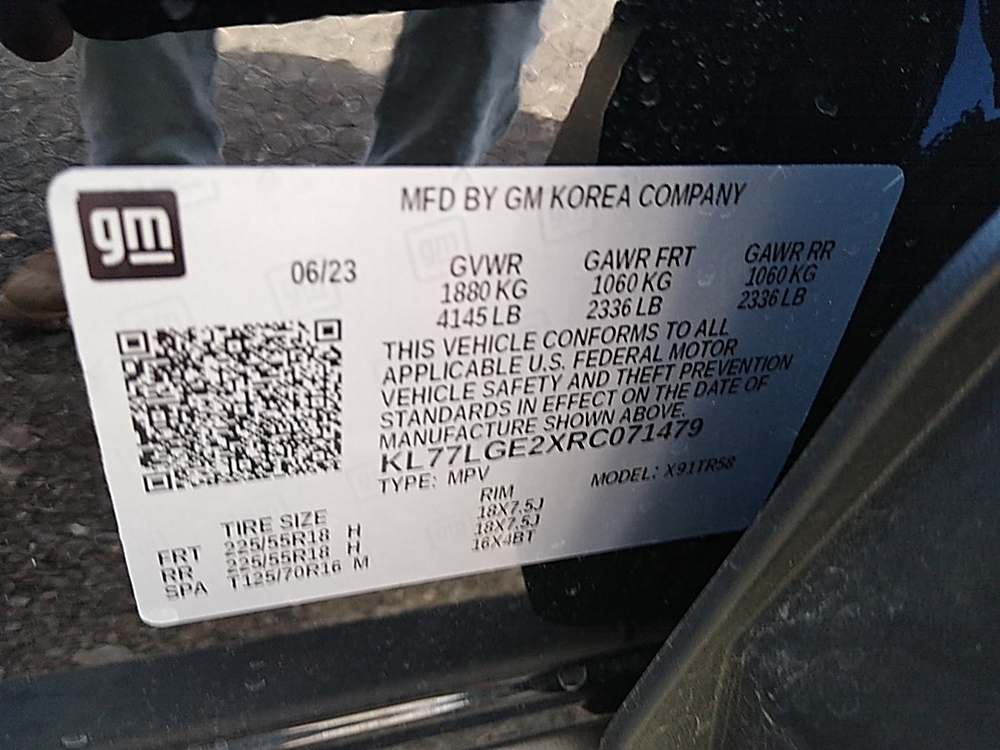 gm
MFD BY GM KOREA COMPANY
06/23
GVWR GAWR FRT GAWR RR
1880 KG 1060 KG 1060 KG
4145 LB 2336 LB 2336 LB
THIS VEHICLE CONFORMS TO ALL
APPLICABLE U.S. FEDERAL MOTOR
VEHICLE SAFETY AND THEFT PREVENTION
STANDARDS IN EFFECT ON THE DATE OF
MANUFACTURE SHOWN ABOVE.
KL77LGE2XRC071479
TYPE: MPV MODEL: X91TR58
TIRE SIZE RIM
FRT 225/55R18 H 18X7.5J
RR 225/55R18 H 18X7.5J
SPA T125/70R16 M 16X4BT